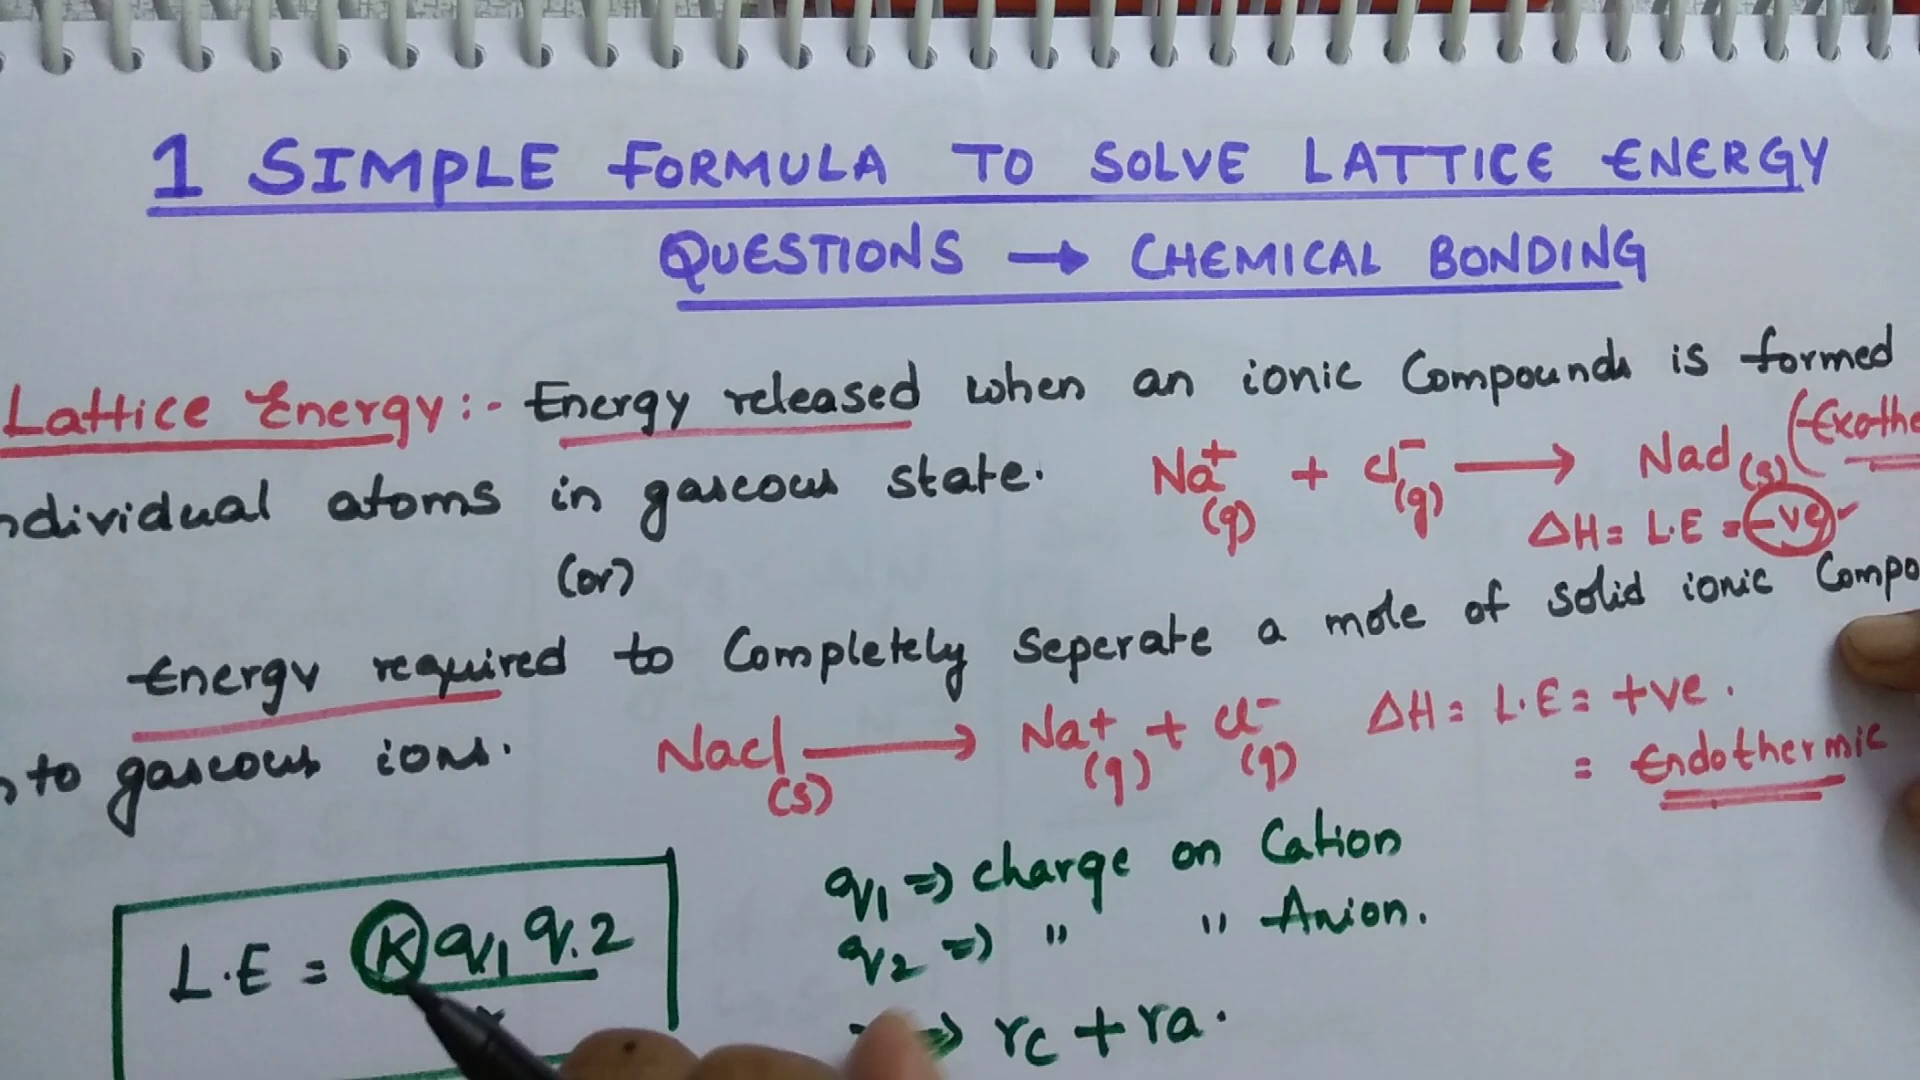 1 SIMPLE FORMULA TO SOLVE LATTICE ENERGY
QUESTIONS → CHEMICAL BONDING
Lattice Energy:- Energy released when an ionic Compounds is formed
ndividual atoms in gaseous state. Na⁺(g) + Cl⁻(g) → NaCl(s) (Exothe
ΔH = L.E = -ve
(or)
Energy required to Completely Seperate a mole of Solid ionic Compo
to gaseous ions. NaCl(s) → Na⁺(g) + Cl⁻(g) ΔH = L.E = +ve.
= Endothermic
q1 => charge on Cation
L.E = K q1 q2 / r
q2 => " " Anion.
=> rc + ra.